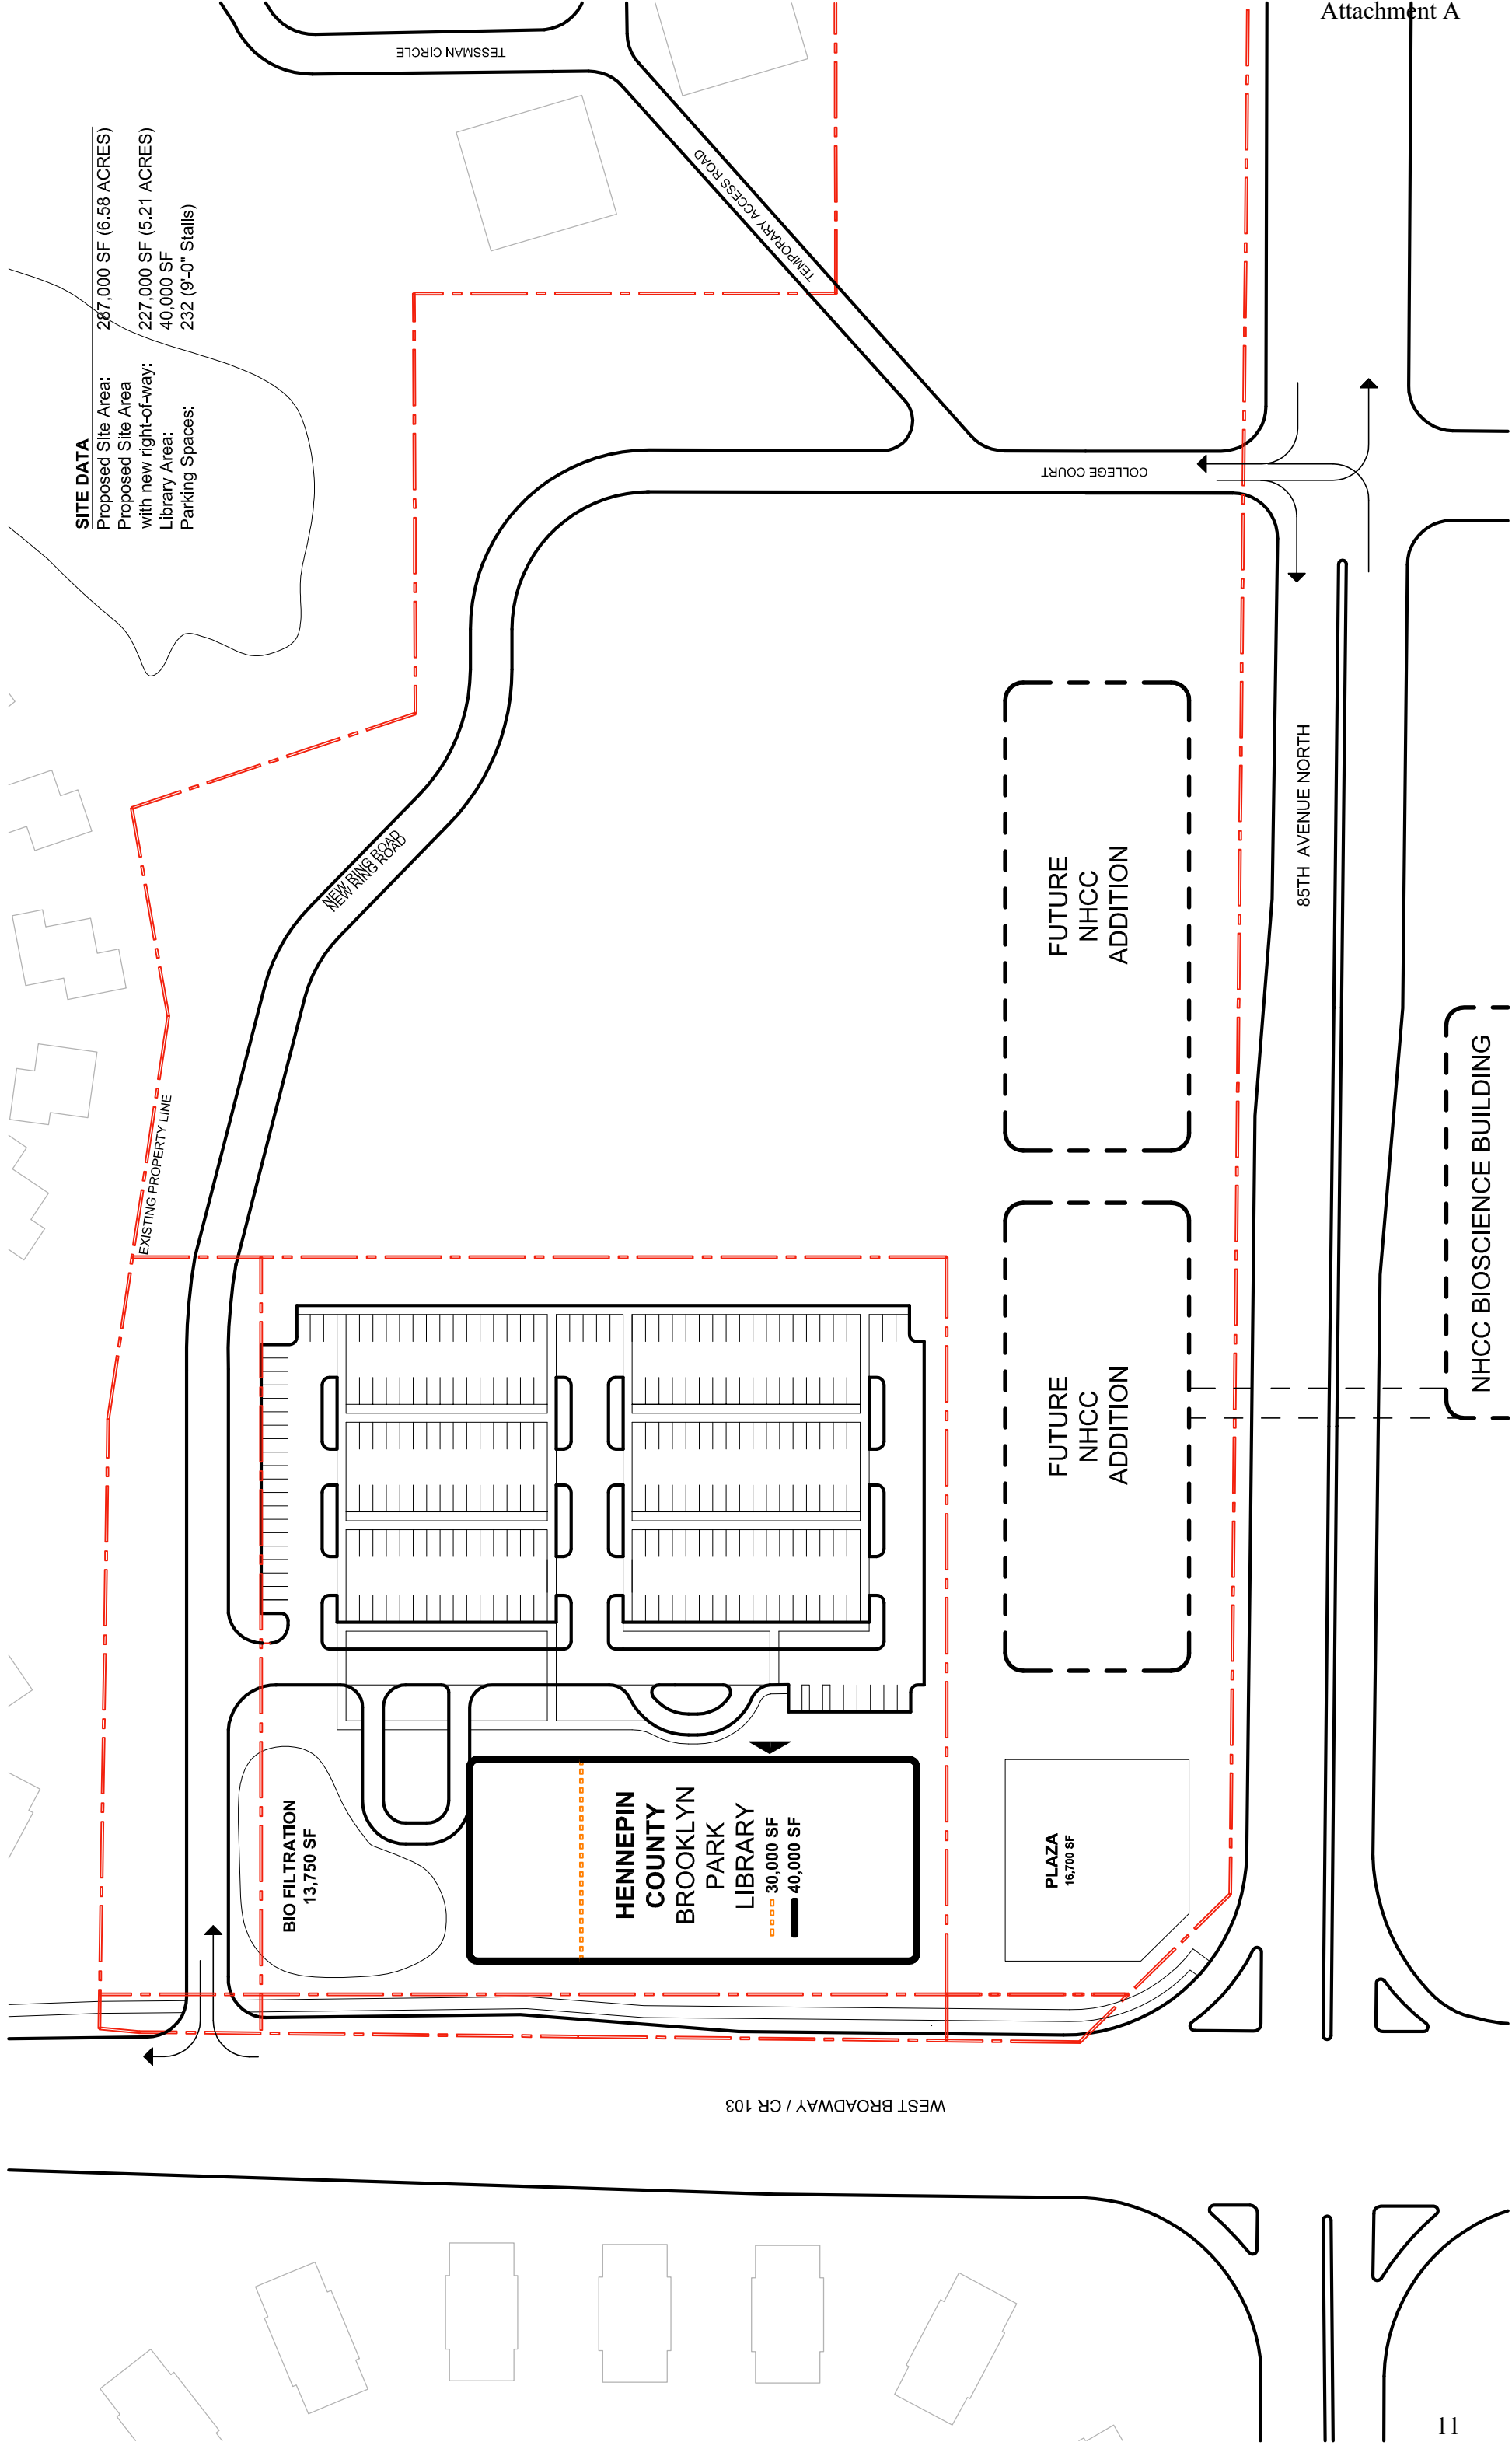 Attachment A
SITE DATA
Proposed Site Area: 287,000 SF (6.58 ACRES)
Proposed Site Area
with new right-of-way: 227,000 SF (5.21 ACRES)
Library Area: 40,000 SF
Parking Spaces: 232 (9'-0" Stalls)
TESSMAN CIRCLE
TEMPORARY ACCESS ROAD
COLLEGE COURT
NEW RING ROAD
NEW RING ROAD
EXISTING PROPERTY LINE
85TH AVENUE NORTH
FUTURE
NHCC
ADDITION
FUTURE
NHCC
ADDITION
NHCC BIOSCIENCE BUILDING
BIO FILTRATION
13,750 SF
HENNEPIN
COUNTY
BROOKLYN
PARK
LIBRARY
30,000 SF
40,000 SF
PLAZA
16,700 SF
WEST BROADWAY / CR 103
11